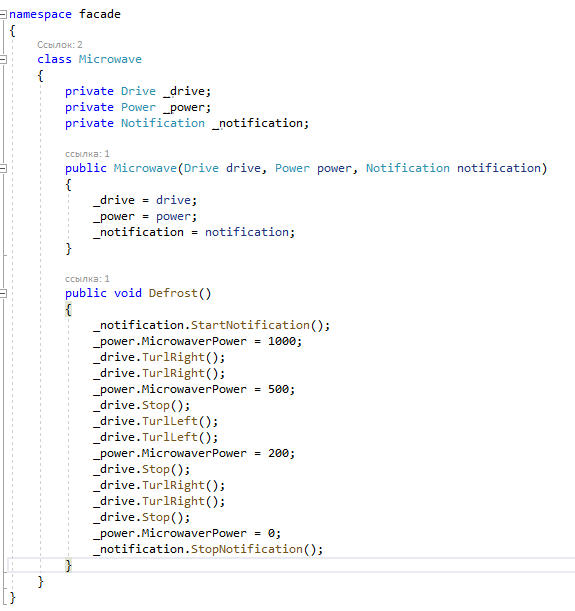 namespace facade
{
Ссылок: 2
class Microwave
{
private Drive _drive;
private Power _power;
private Notification _notification;
ссылка: 1
public Microwave(Drive drive, Power power, Notification notification)
{
_drive = drive;
_power = power;
_notification = notification;
}
ссылка: 1
public void Defrost()
{
_notification.StartNotification();
_power.MicrowaverPower = 1000;
_drive.TurlRight();
_drive.TurlRight();
_power.MicrowaverPower = 500;
_drive.Stop();
_drive.TurlLeft();
_drive.TurlLeft();
_power.MicrowaverPower = 200;
_drive.Stop();
_drive.TurlRight();
_drive.TurlRight();
_drive.Stop();
_power.MicrowaverPower = 0;
_notification.StopNotification();
}
}
}